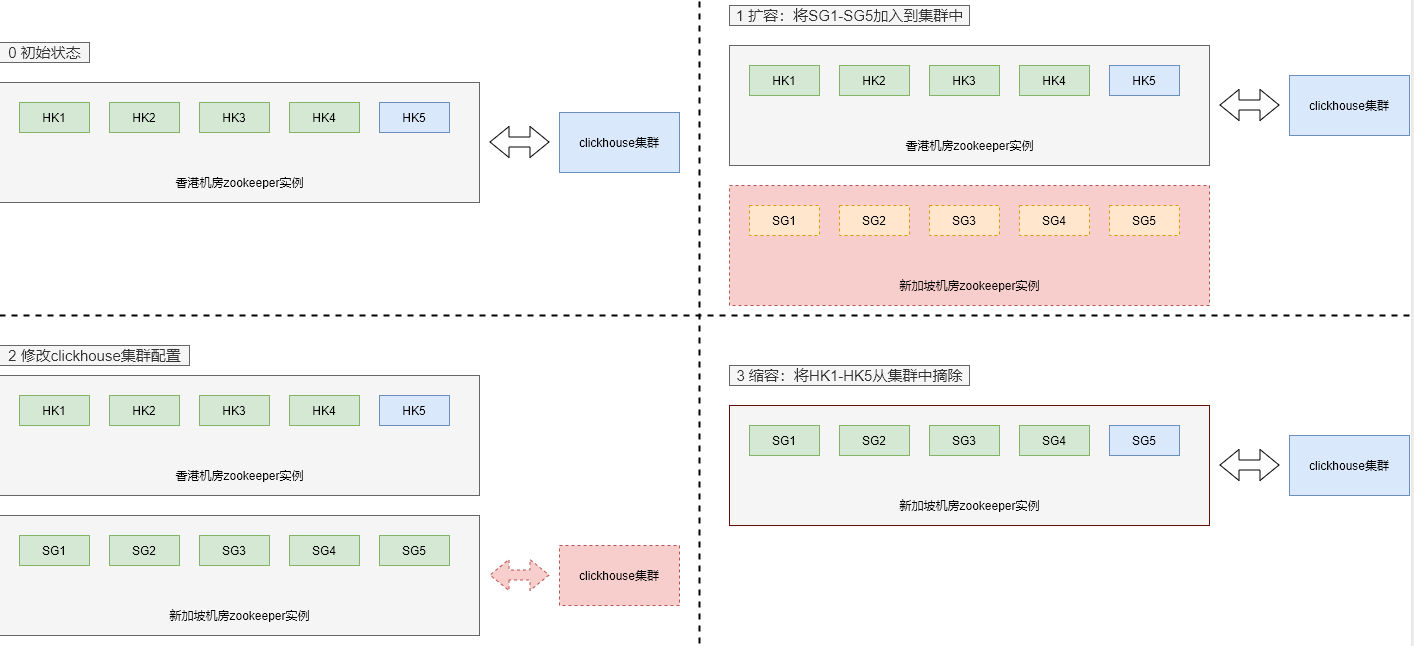 0 初始状态
HK1
HK2
HK3
HK4
HK5
香港机房zookeeper实例
clickhouse集群
1 扩容：将SG1-SG5加入到集群中
HK1
HK2
HK3
HK4
HK5
香港机房zookeeper实例
clickhouse集群
SG1
SG2
SG3
SG4
SG5
新加坡机房zookeeper实例
2 修改clickhouse集群配置
HK1
HK2
HK3
HK4
HK5
香港机房zookeeper实例
SG1
SG2
SG3
SG4
SG5
新加坡机房zookeeper实例
clickhouse集群
3 缩容：将HK1-HK5从集群中摘除
SG1
SG2
SG3
SG4
SG5
新加坡机房zookeeper实例
clickhouse集群